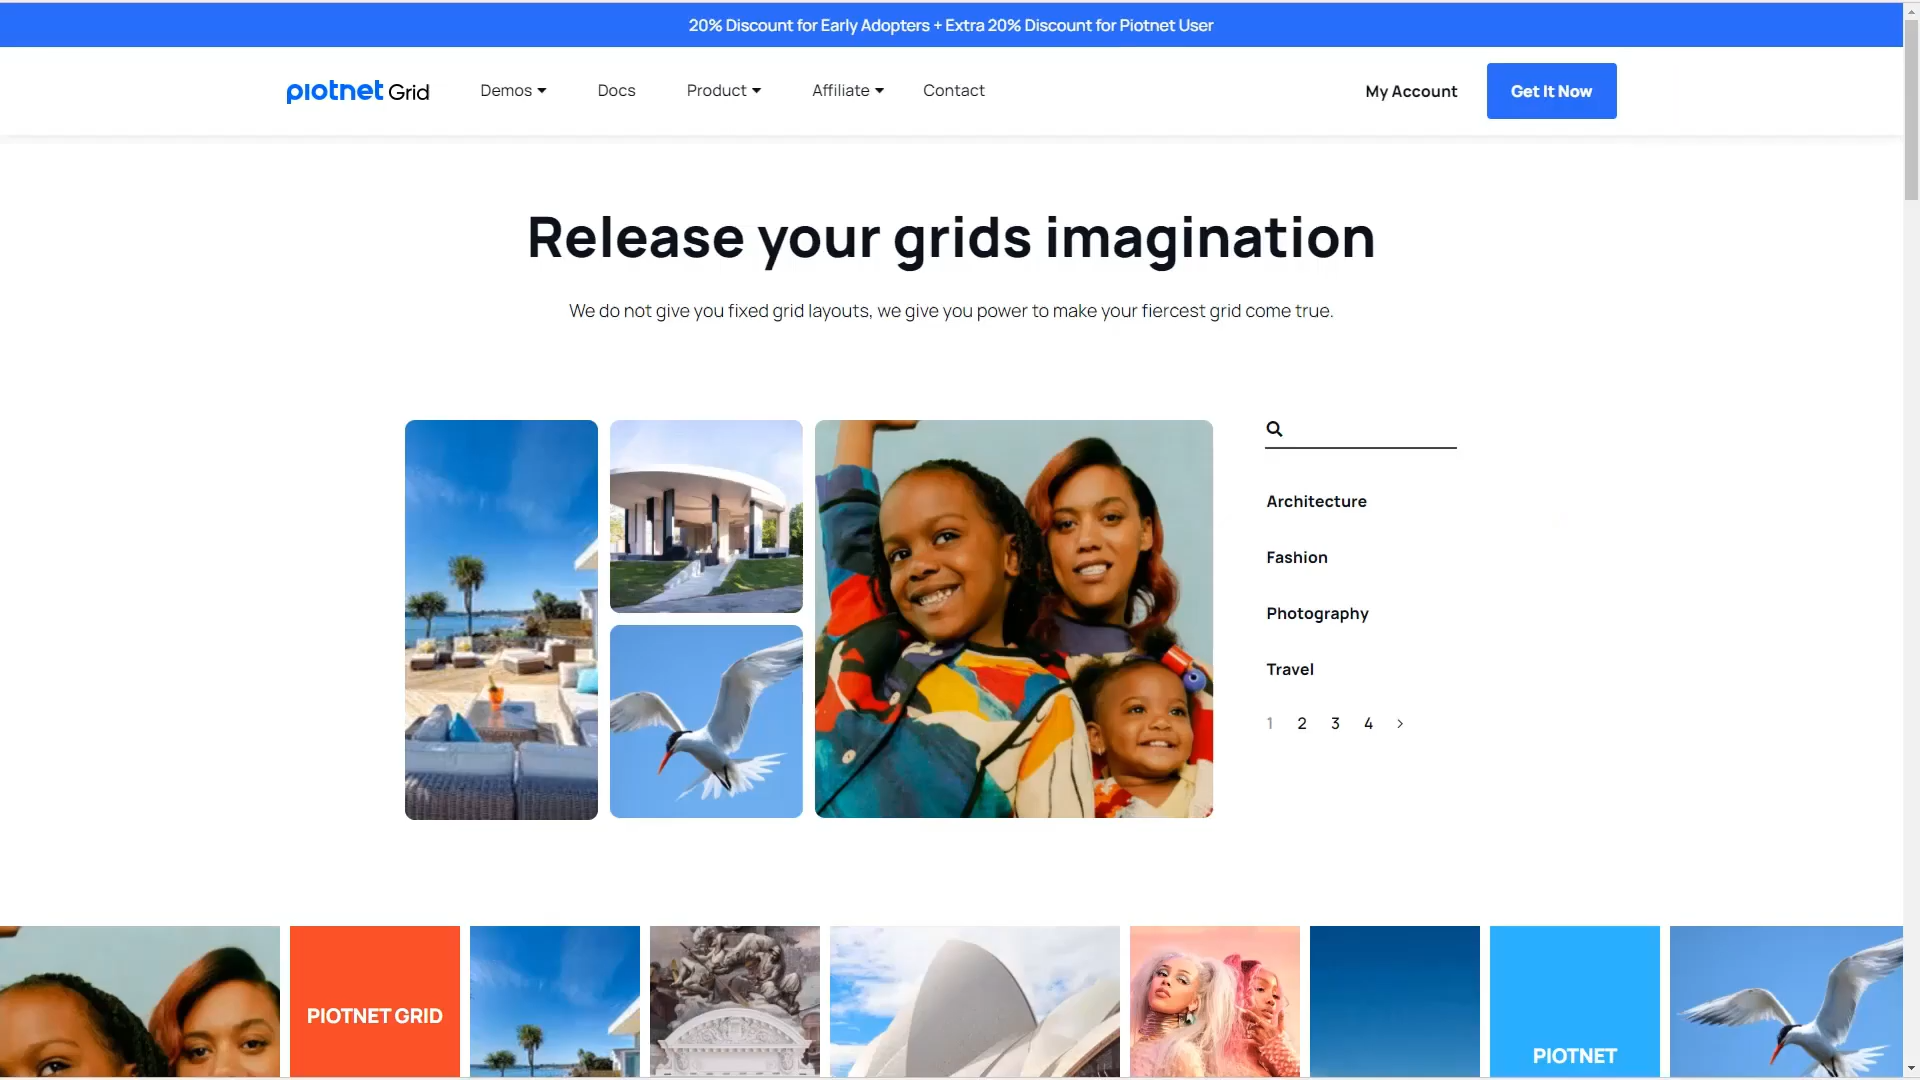 20% Discount for Early Adopters + Extra 20% Discount for Piotnet User
piotnet Grid
Demos
Docs
Product
Affiliate
Contact
My Account
Get It Now
Release your grids imagination
We do not give you fixed grid layouts, we give you power to make your fiercest grid come true.
Architecture
Fashion
Photography
Travel
1 2 3 4
PIOTNET GRID
PIOTNET